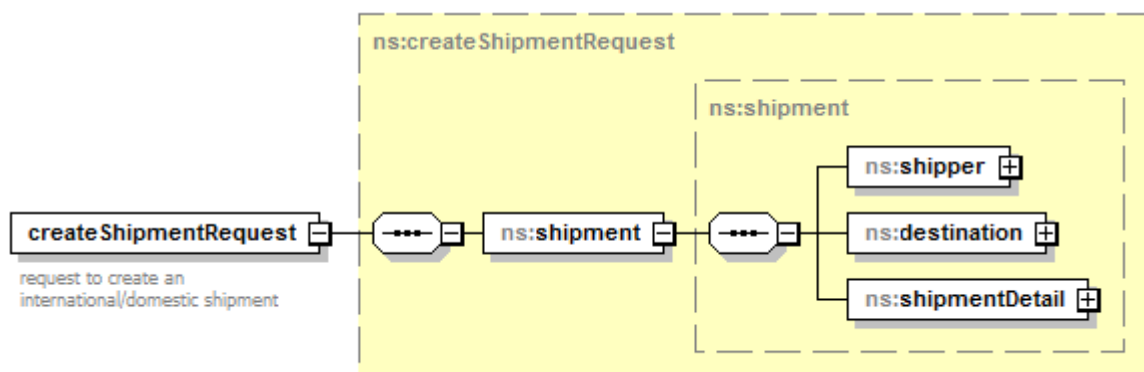 ns:createShipmentRequest
ns:shipment
ns:shipper
createShipmentRequest
ns:shipment
ns:destination
request to create an
international/domestic shipment
ns:shipmentDetail